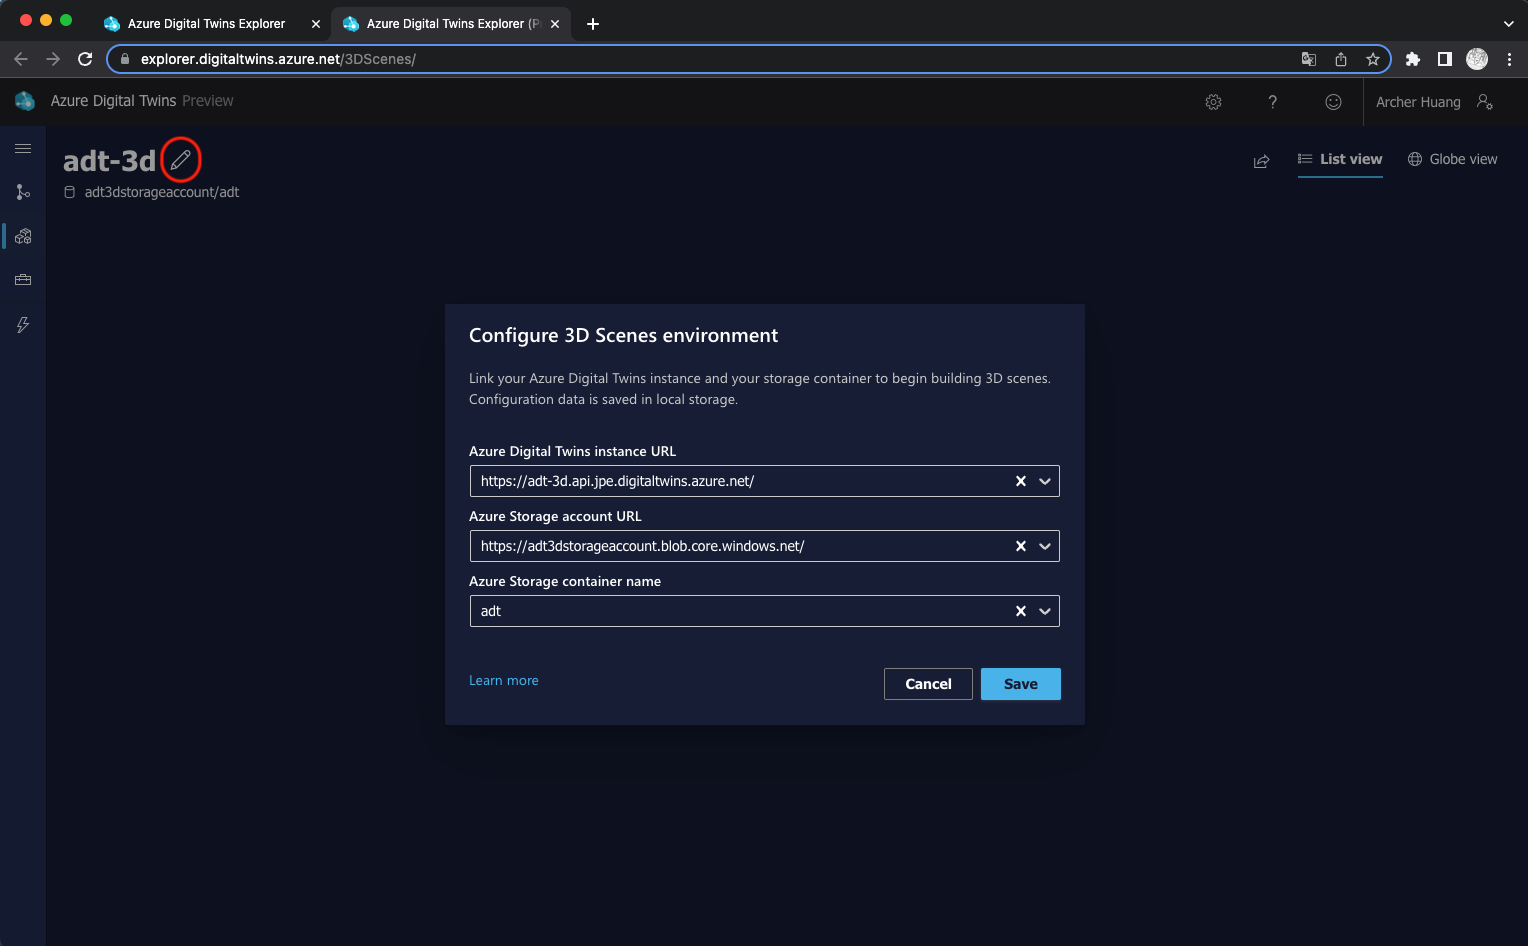 Azure Digital Twins Explorer
Azure Digital Twins Explorer (P
explorer.digitaltwins.azure.net/3DScenes/
Azure Digital Twins Preview
?
Archer Huang
adt-3d
adt3dstorageaccount/adt
List view
Globe view
Configure 3D Scenes environment
Link your Azure Digital Twins instance and your storage container to begin building 3D scenes.
Configuration data is saved in local storage.
Azure Digital Twins instance URL
https://adt-3d.api.jpe.digitaltwins.azure.net/
Azure Storage account URL
https://adt3dstorageaccount.blob.core.windows.net/
Azure Storage container name
adt
Learn more
Cancel
Save